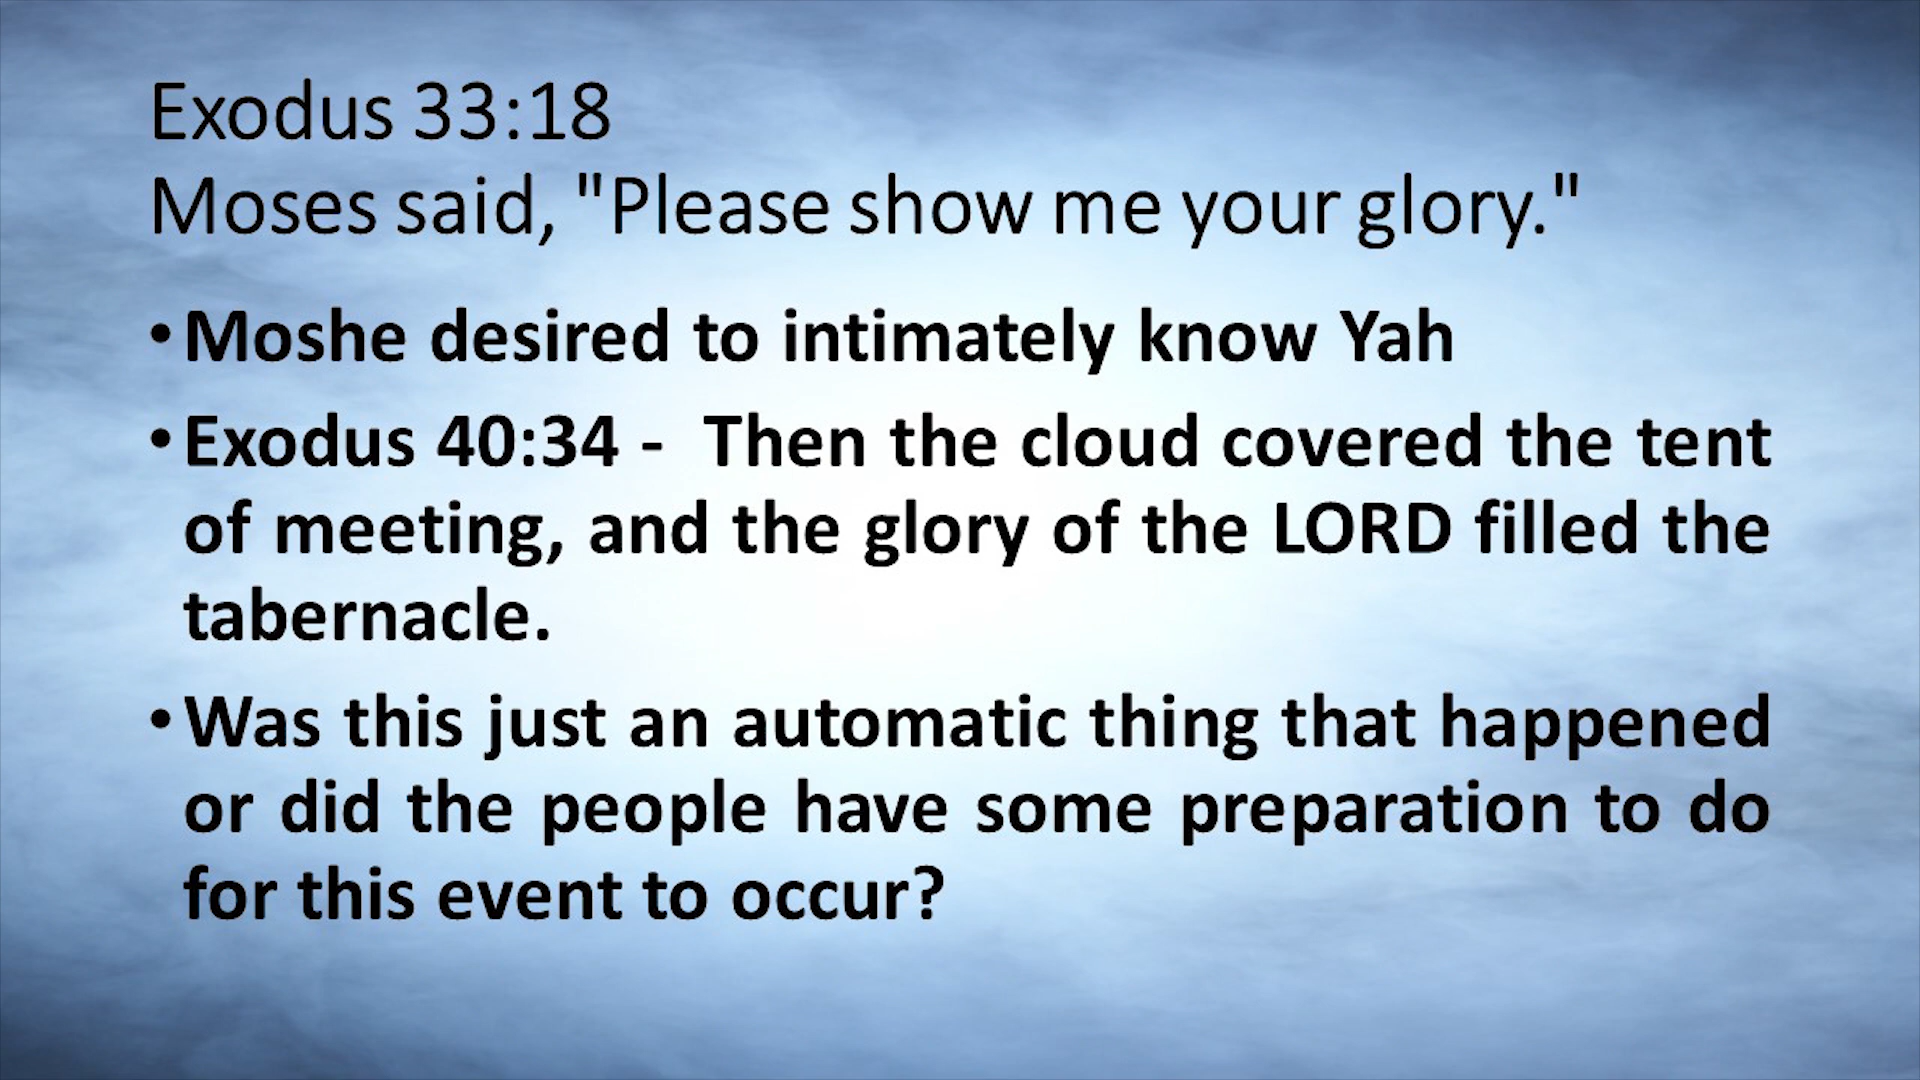 Exodus 33:18
Moses said, "Please show me your glory."
• Moshe desired to intimately know Yah
• Exodus 40:34 -  Then the cloud covered the tent
of meeting, and the glory of the LORD filled the
tabernacle.
• Was this just an automatic thing that happened
or did the people have some preparation to do
for this event to occur?